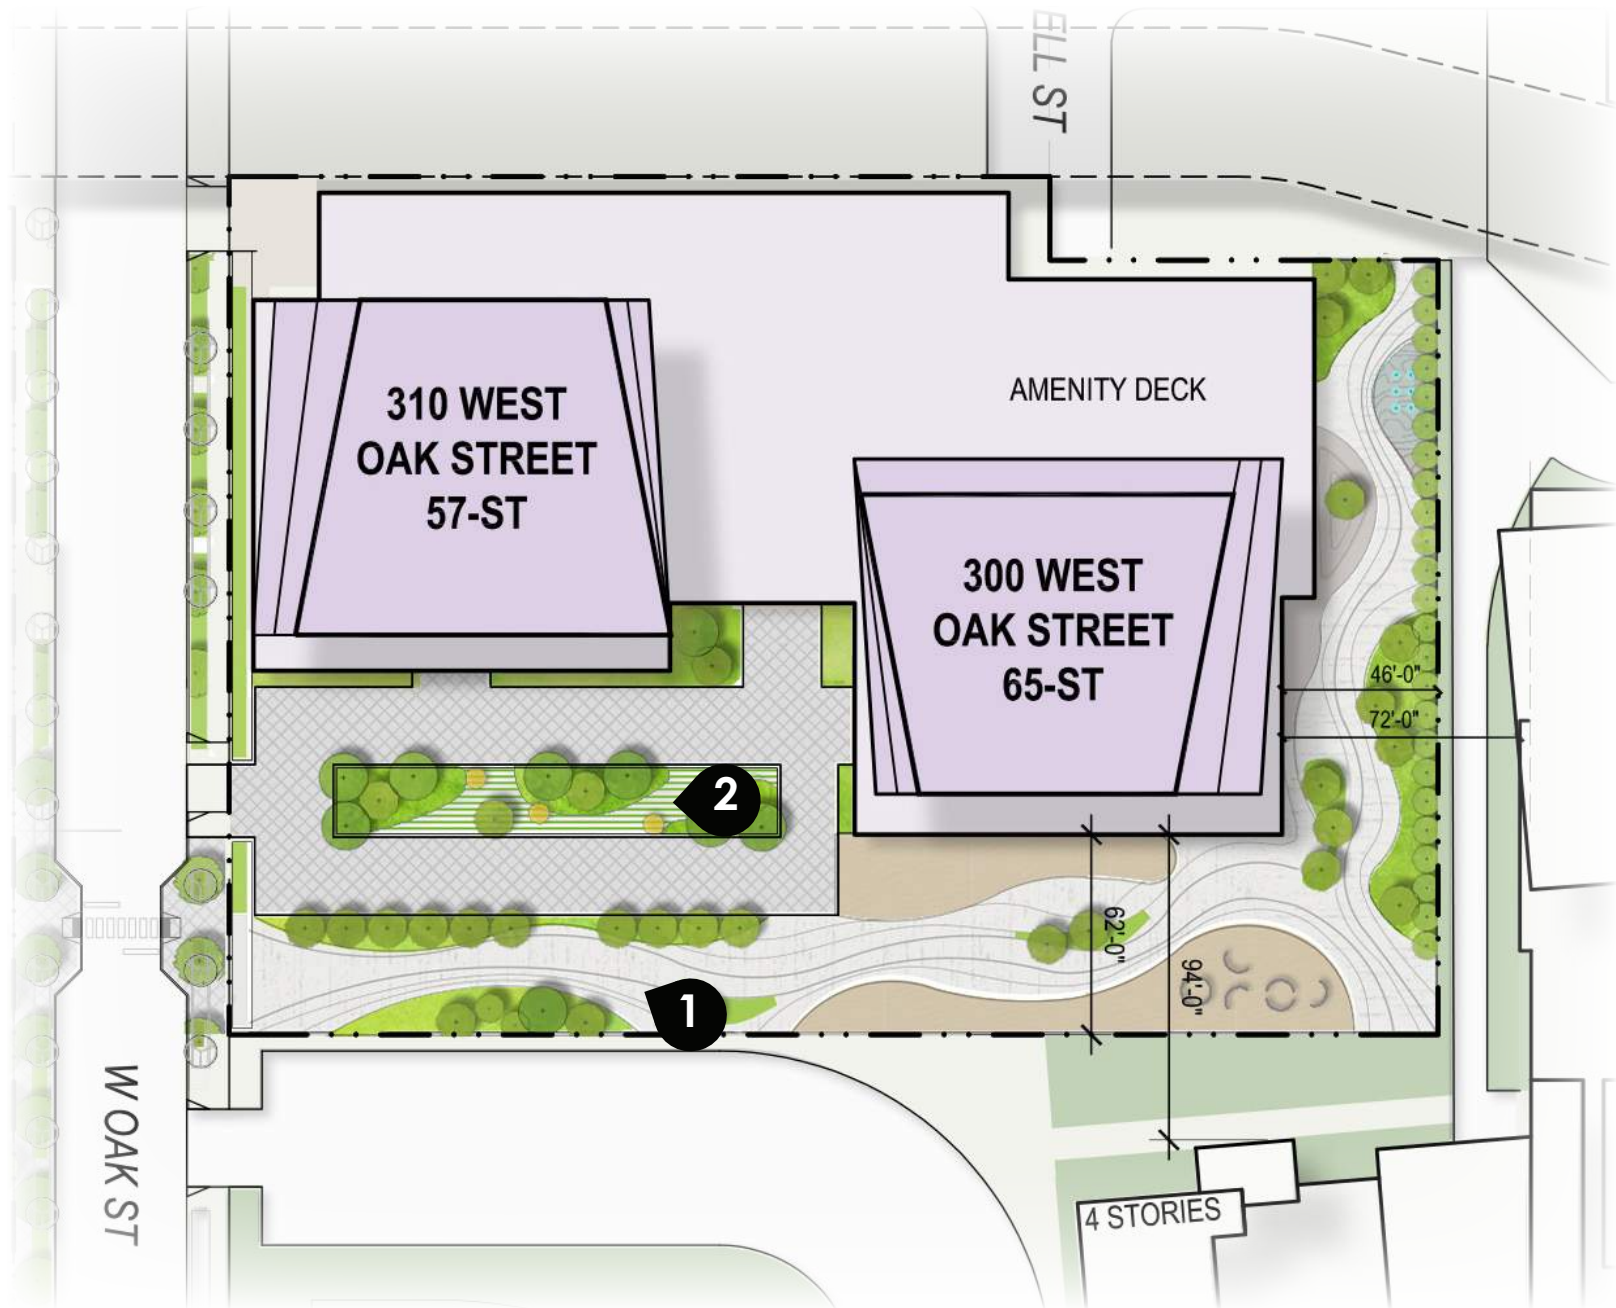 ELL ST
310 WEST
OAK STREET
57-ST
AMENITY DECK
300 WEST
OAK STREET
65-ST
46'-0"
72'-0"
2
62'-0"
94'-0"
1
W OAK ST
4 STORIES